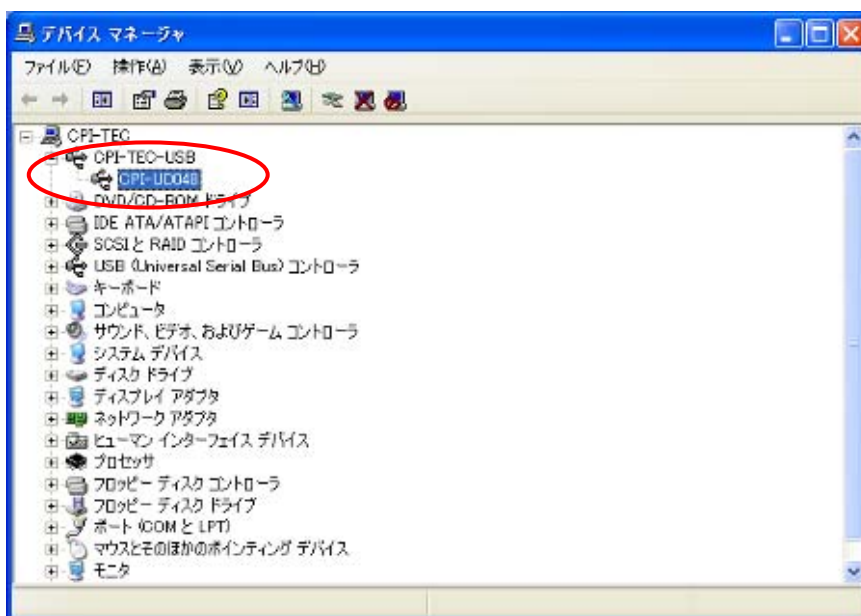 デバイス マネージャ
ファイル(F) 操作(A) 表示(V) ヘルプ(H)
CPI-TEC
CPI-TEC-USB
CPI-UD048
DVD/CD-ROM ドライブ
IDE ATA/ATAPI コントローラ
SCSI と RAID コントローラ
USB (Universal Serial Bus) コントローラ
キーボード
コンピュータ
サウンド、ビデオ、およびゲーム コントローラ
システム デバイス
ディスク ドライブ
ディスプレイ アダプタ
ネットワーク アダプタ
ヒューマン インターフェイス デバイス
プロセッサ
フロッピー ディスク コントローラ
フロッピー ディスク ドライブ
ポート (COM と LPT)
マウスとそのほかのポインティング デバイス
モニタ